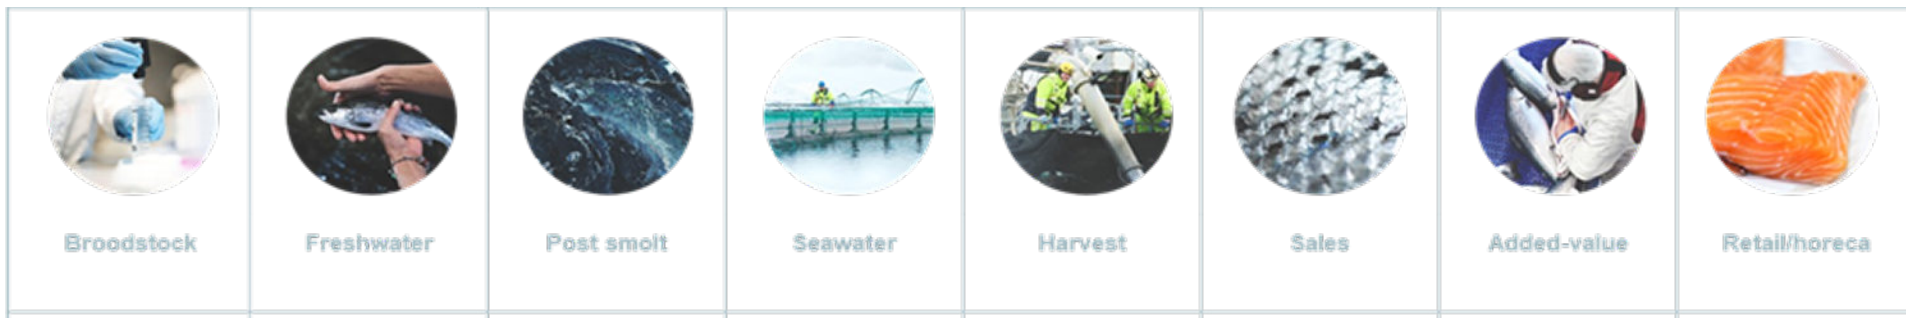 Broodstock
Freshwater
Post smolt
Seawater
Harvest
Sales
Added-value
Retail/horeca